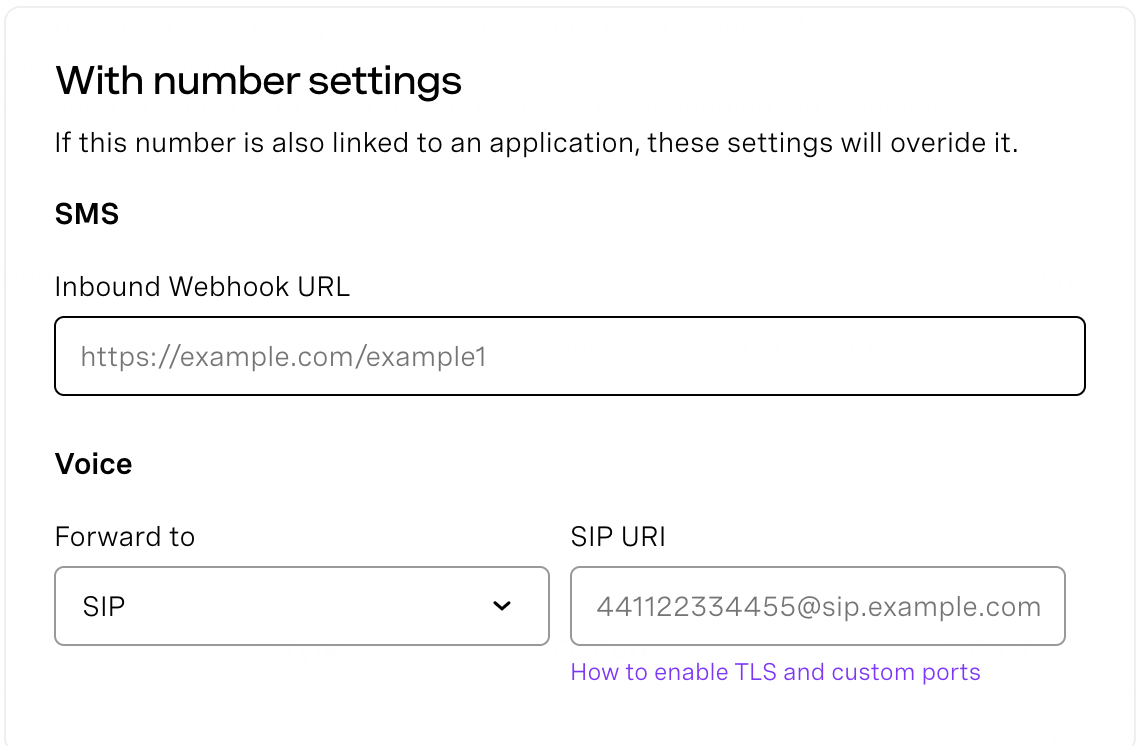 With number settings
If this number is also linked to an application, these settings will overide it.
SMS
Inbound Webhook URL
https://example.com/example1
Voice
Forward to
SIP URI
SIP
441122334455@sip.example.com
How to enable TLS and custom ports